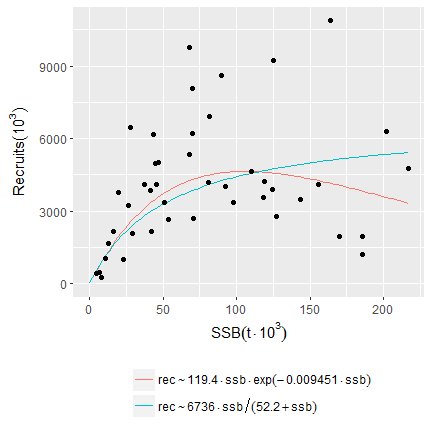 9000
6000
3000
0
Recruits(10³)
0 50 100 150 200
SSB(t·10³)
rec ~ 119.4 · ssb · exp(−0.009451 · ssb)
rec ~ 6736 · ssb/(52.2 + ssb)